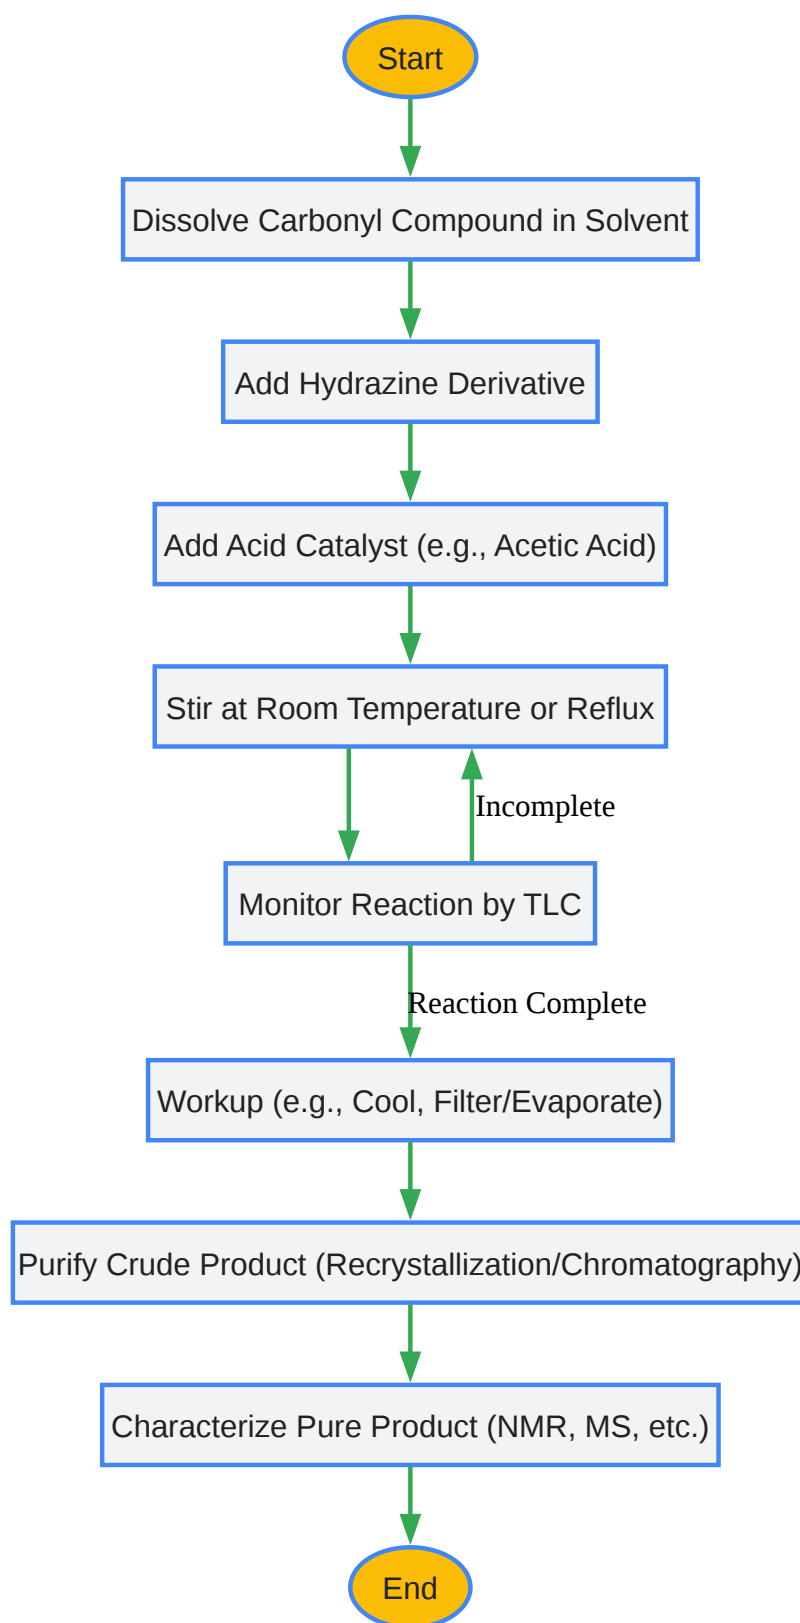 Start
Dissolve Carbonyl Compound in Solvent
Add Hydrazine Derivative
Add Acid Catalyst (e.g., Acetic Acid)
Stir at Room Temperature or Reflux
Incomplete
Monitor Reaction by TLC
Reaction Complete
Workup (e.g., Cool, Filter/Evaporate)
Purify Crude Product (Recrystallization/Chromatography)
Characterize Pure Product (NMR, MS, etc.)
End